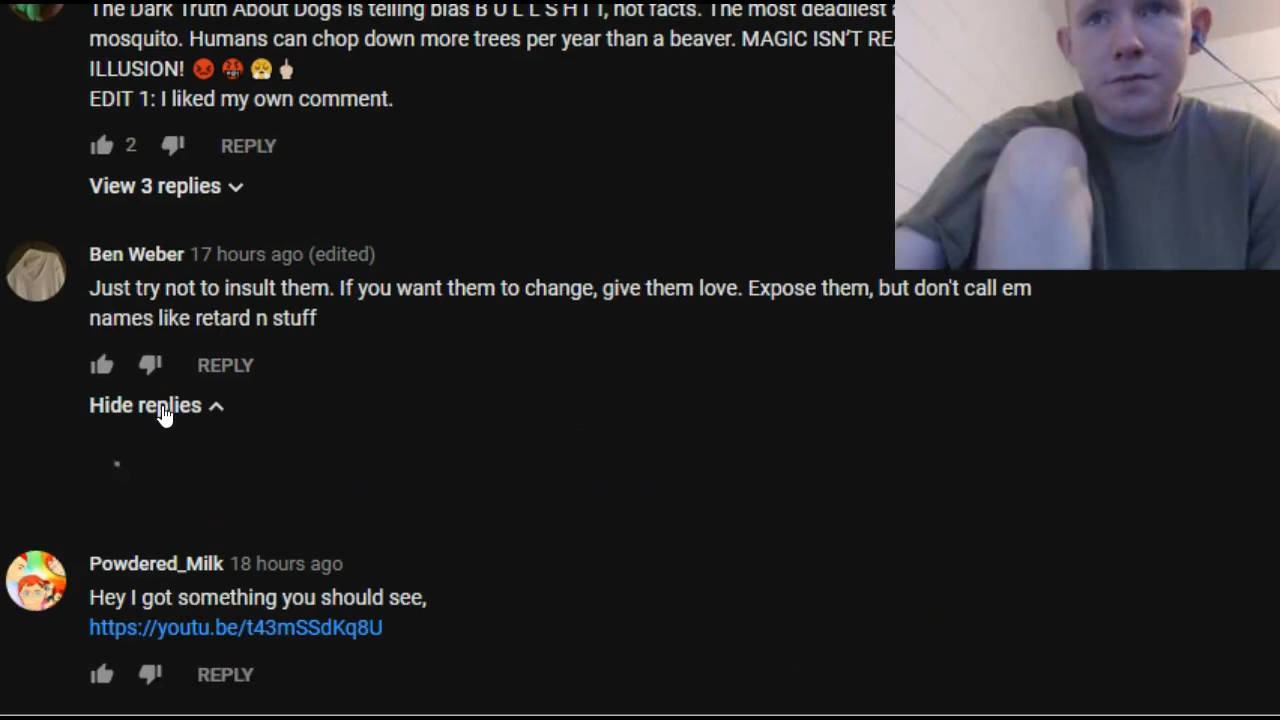 The Dark Truth About Dogs is telling bias B U L L S H I T, not facts. The most deadliest
mosquito. Humans can chop down more trees per year than a beaver. MAGIC ISN'T
ILLUSION! 😡 🤬 😤 🖕🏻
EDIT 1: I liked my own comment.
2 REPLY
View 3 replies
Ben Weber 17 hours ago (edited)
Just try not to insult them. If you want them to change, give them love. Expose them, but don't call em
names like retard n stuff
REPLY
Hide replies
Powdered_Milk 18 hours ago
Hey I got something you should see,
https://youtu.be/t43mSSdKq8U
REPLY